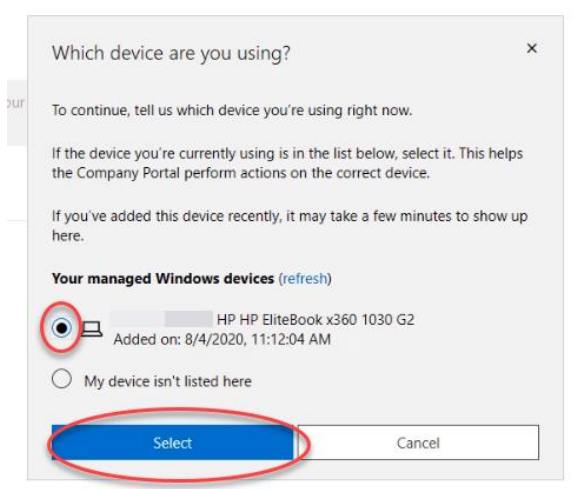 Which device are you using?
To continue, tell us which device you're using right now.
If the device you're currently using is in the list below, select it. This helps
the Company Portal perform actions on the correct device.
If you've added this device recently, it may take a few minutes to show up
here.
Your managed Windows devices (refresh)
HP HP EliteBook x360 1030 G2
Added on: 8/4/2020, 11:12:04 AM
My device isn't listed here
Select Cancel